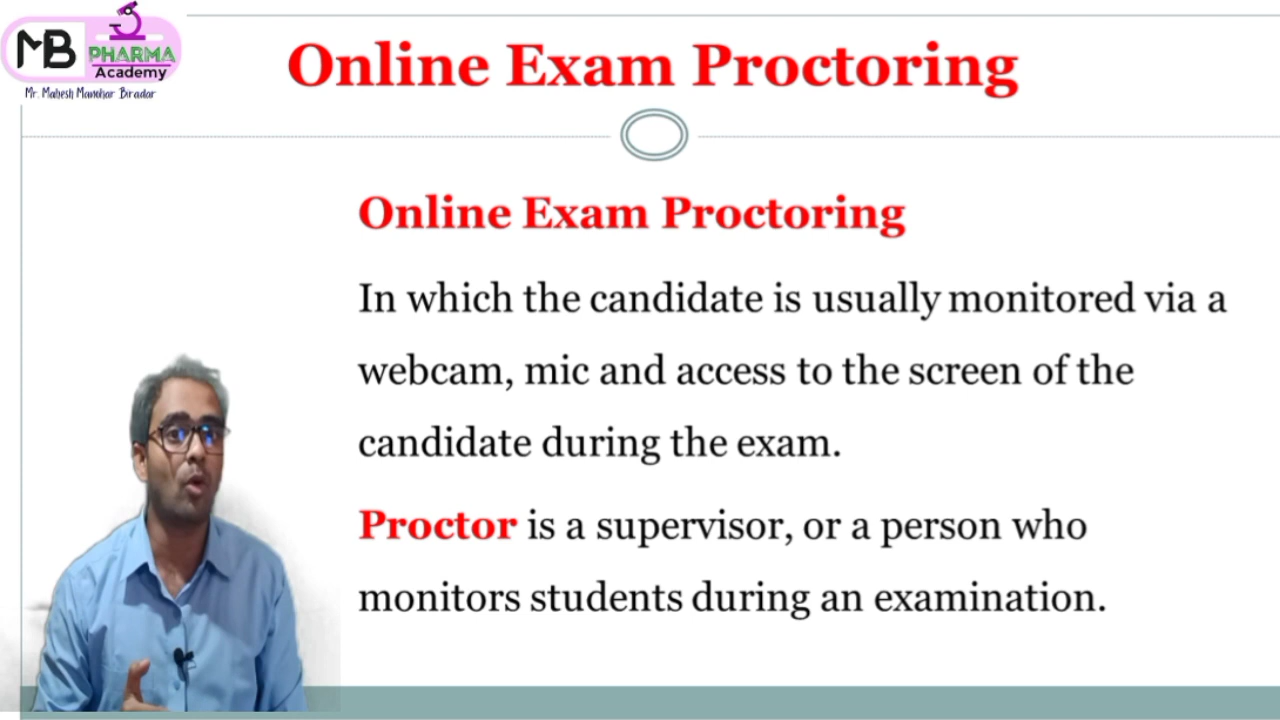 MB PHARMA
Academy
Mr. Mahesh Manohar Biradar
Online Exam Proctoring
Online Exam Proctoring
In which the candidate is usually monitored via a
webcam, mic and access to the screen of the
candidate during the exam.
Proctor is a supervisor, or a person who
monitors students during an examination.